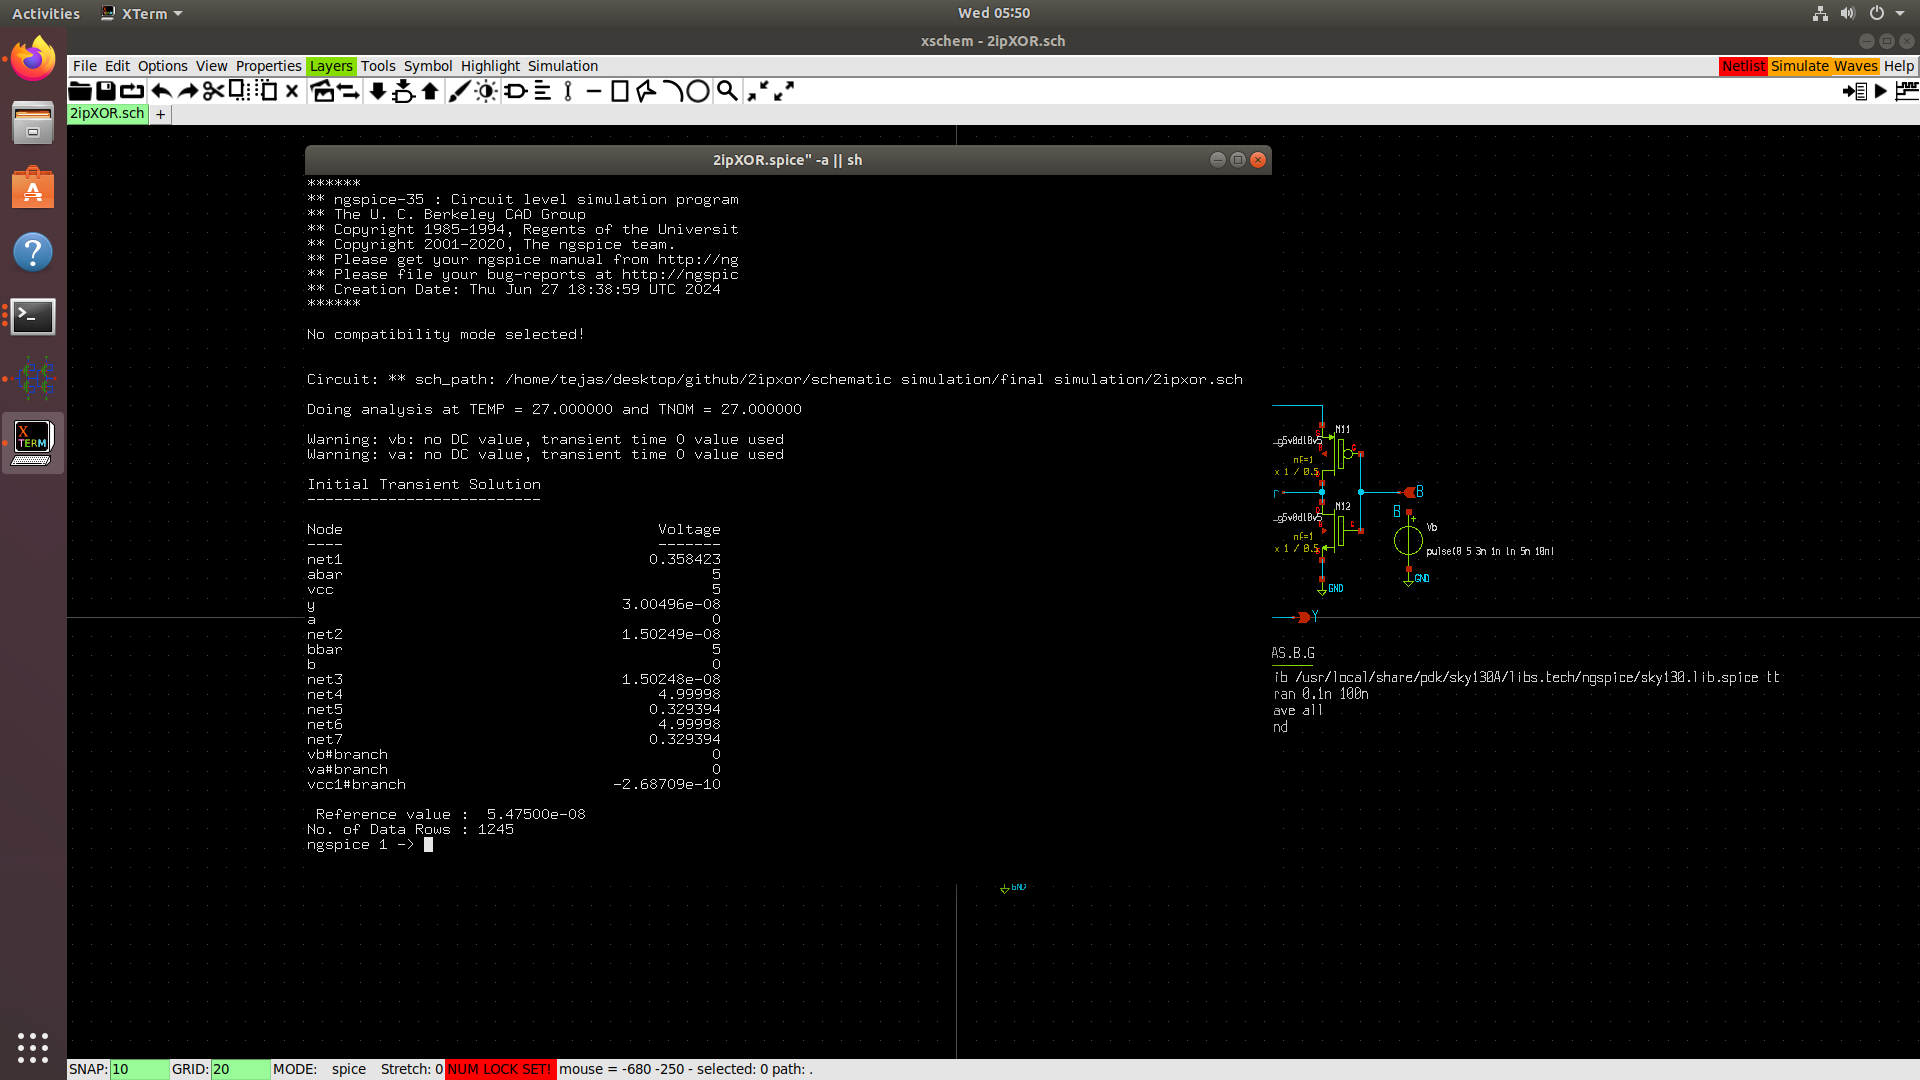 Activities XTerm Wed 05:50
xschem - 2ipXOR.sch
File Edit Options View Properties Layers Tools Symbol Highlight Simulation Netlist Simulate Waves Help
2ipXOR.sch +
2ipXOR.spice" -a || sh
******
** ngspice-35 : Circuit level simulation program
** The U. C. Berkeley CAD Group
** Copyright 1985-1994, Regents of the Universit
** Copyright 2001-2020, The ngspice team.
** Please get your ngspice manual from http://ng
** Please file your bug-reports at http://ngspic
** Creation Date: Thu Jun 27 18:38:59 UTC 2024
******
No compatibility mode selected!
Circuit: ** sch_path: /home/tejas/desktop/github/2ipxor/schematic simulation/final simulation/2ipxor.sch
Doing analysis at TEMP = 27.000000 and TNOM = 27.000000
Warning: vb: no DC value, transient time 0 value used
Warning: va: no DC value, transient time 0 value used
Initial Transient Solution
--------------------------
Node Voltage
---- -------
net1 0.358423
abar 5
vcc 5
y 3.00496e-08
a 0
net2 1.50249e-08
bbar 5
b 0
net3 1.50248e-08
net4 4.99998
net5 0.329394
net6 4.99998
net7 0.329394
vb#branch 0
va#branch 0
vcc1#branch -2.68709e-10
Reference value : 5.47500e-08
No. of Data Rows : 1245
ngspice 1 ->
M11
_g5v0d10v5
nf=1
x 1 / 0.5
B
M12
_g5v0d10v5
nf=1
x 1 / 0.5
GND
B
+
Vb
pulse(0 5 3n 1n 1n 5n 10n)
GND
Y
AS.B.G
ib /usr/local/share/pdk/sky130A/libs.tech/ngspice/sky130.lib.spice tt
ran 0.1n 100n
ave all
nd
GND
SNAP: 10 GRID: 20 MODE: spice Stretch: 0 NUM LOCK SET! mouse = -680 -250 - selected: 0 path: .